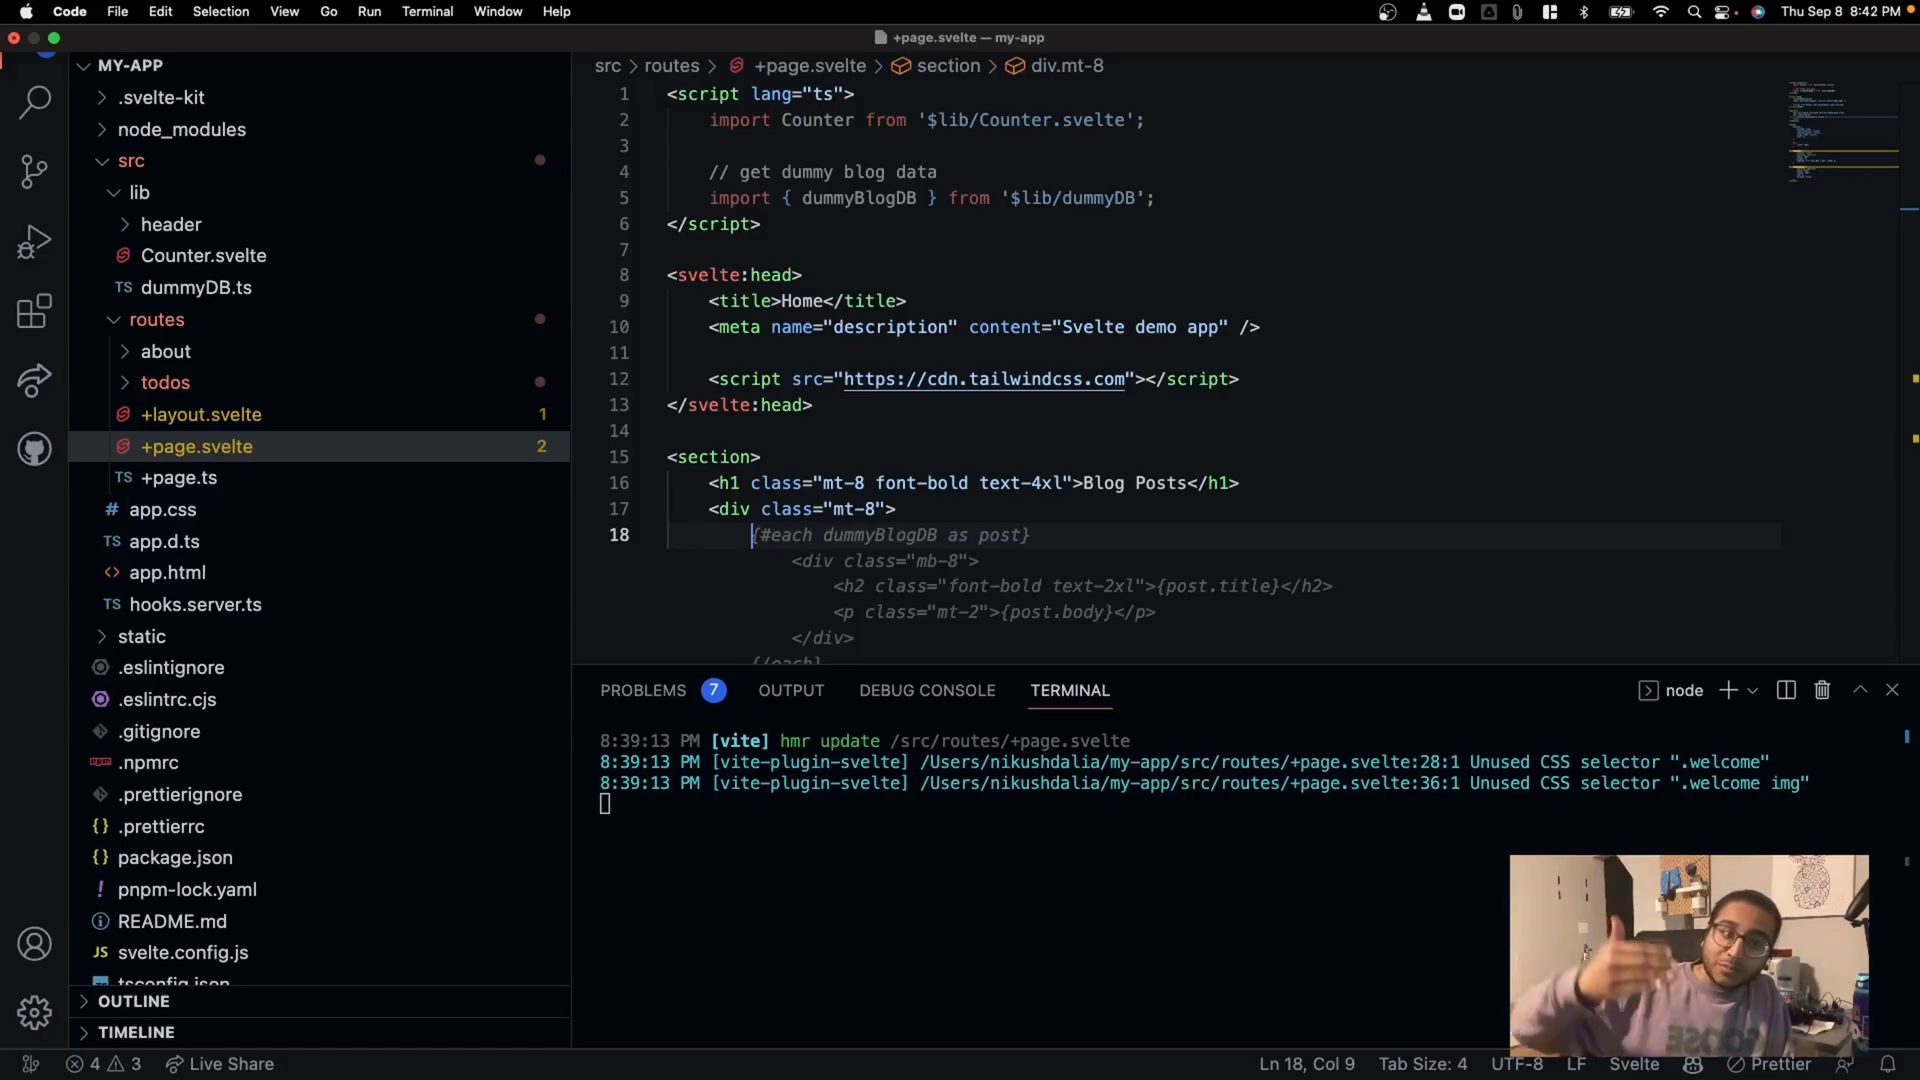 Code File Edit Selection View Go Run Terminal Window Help
Thu Sep 8 8:42 PM
+page.svelte — my-app
MY-APP
.svelte-kit
node_modules
src
lib
header
Counter.svelte
TS dummyDB.ts
routes
about
todos
+layout.svelte 1
+page.svelte 2
TS +page.ts
# app.css
TS app.d.ts
<> app.html
TS hooks.server.ts
static
.eslintignore
.eslintrc.cjs
.gitignore
.npmrc
.prettierignore
{} .prettierrc
{} package.json
! pnpm-lock.yaml
README.md
JS svelte.config.js
tsconfig.json
OUTLINE
TIMELINE
src > routes > +page.svelte > section > div.mt-8
1 <script lang="ts">
2 import Counter from '$lib/Counter.svelte';
3
4 // get dummy blog data
5 import { dummyBlogDB } from '$lib/dummyDB';
6 </script>
7
8 <svelte:head>
9 <title>Home</title>
10 <meta name="description" content="Svelte demo app" />
11
12 <script src="https://cdn.tailwindcss.com"></script>
13 </svelte:head>
14
15 <section>
16 <h1 class="mt-8 font-bold text-4xl">Blog Posts</h1>
17 <div class="mt-8">
18 {#each dummyBlogDB as post}
<div class="mb-8">
<h2 class="font-bold text-2xl">{post.title}</h2>
<p class="mt-2">{post.body}</p>
</div>
{/each}
PROBLEMS 7 OUTPUT DEBUG CONSOLE TERMINAL
node
8:39:13 PM [vite] hmr update /src/routes/+page.svelte
8:39:13 PM [vite-plugin-svelte] /Users/nikushdalia/my-app/src/routes/+page.svelte:28:1 Unused CSS selector ".welcome"
8:39:13 PM [vite-plugin-svelte] /Users/nikushdalia/my-app/src/routes/+page.svelte:36:1 Unused CSS selector ".welcome img"
4 3 Live Share
Ln 18, Col 9 Tab Size: 4 UTF-8 LF Svelte Prettier